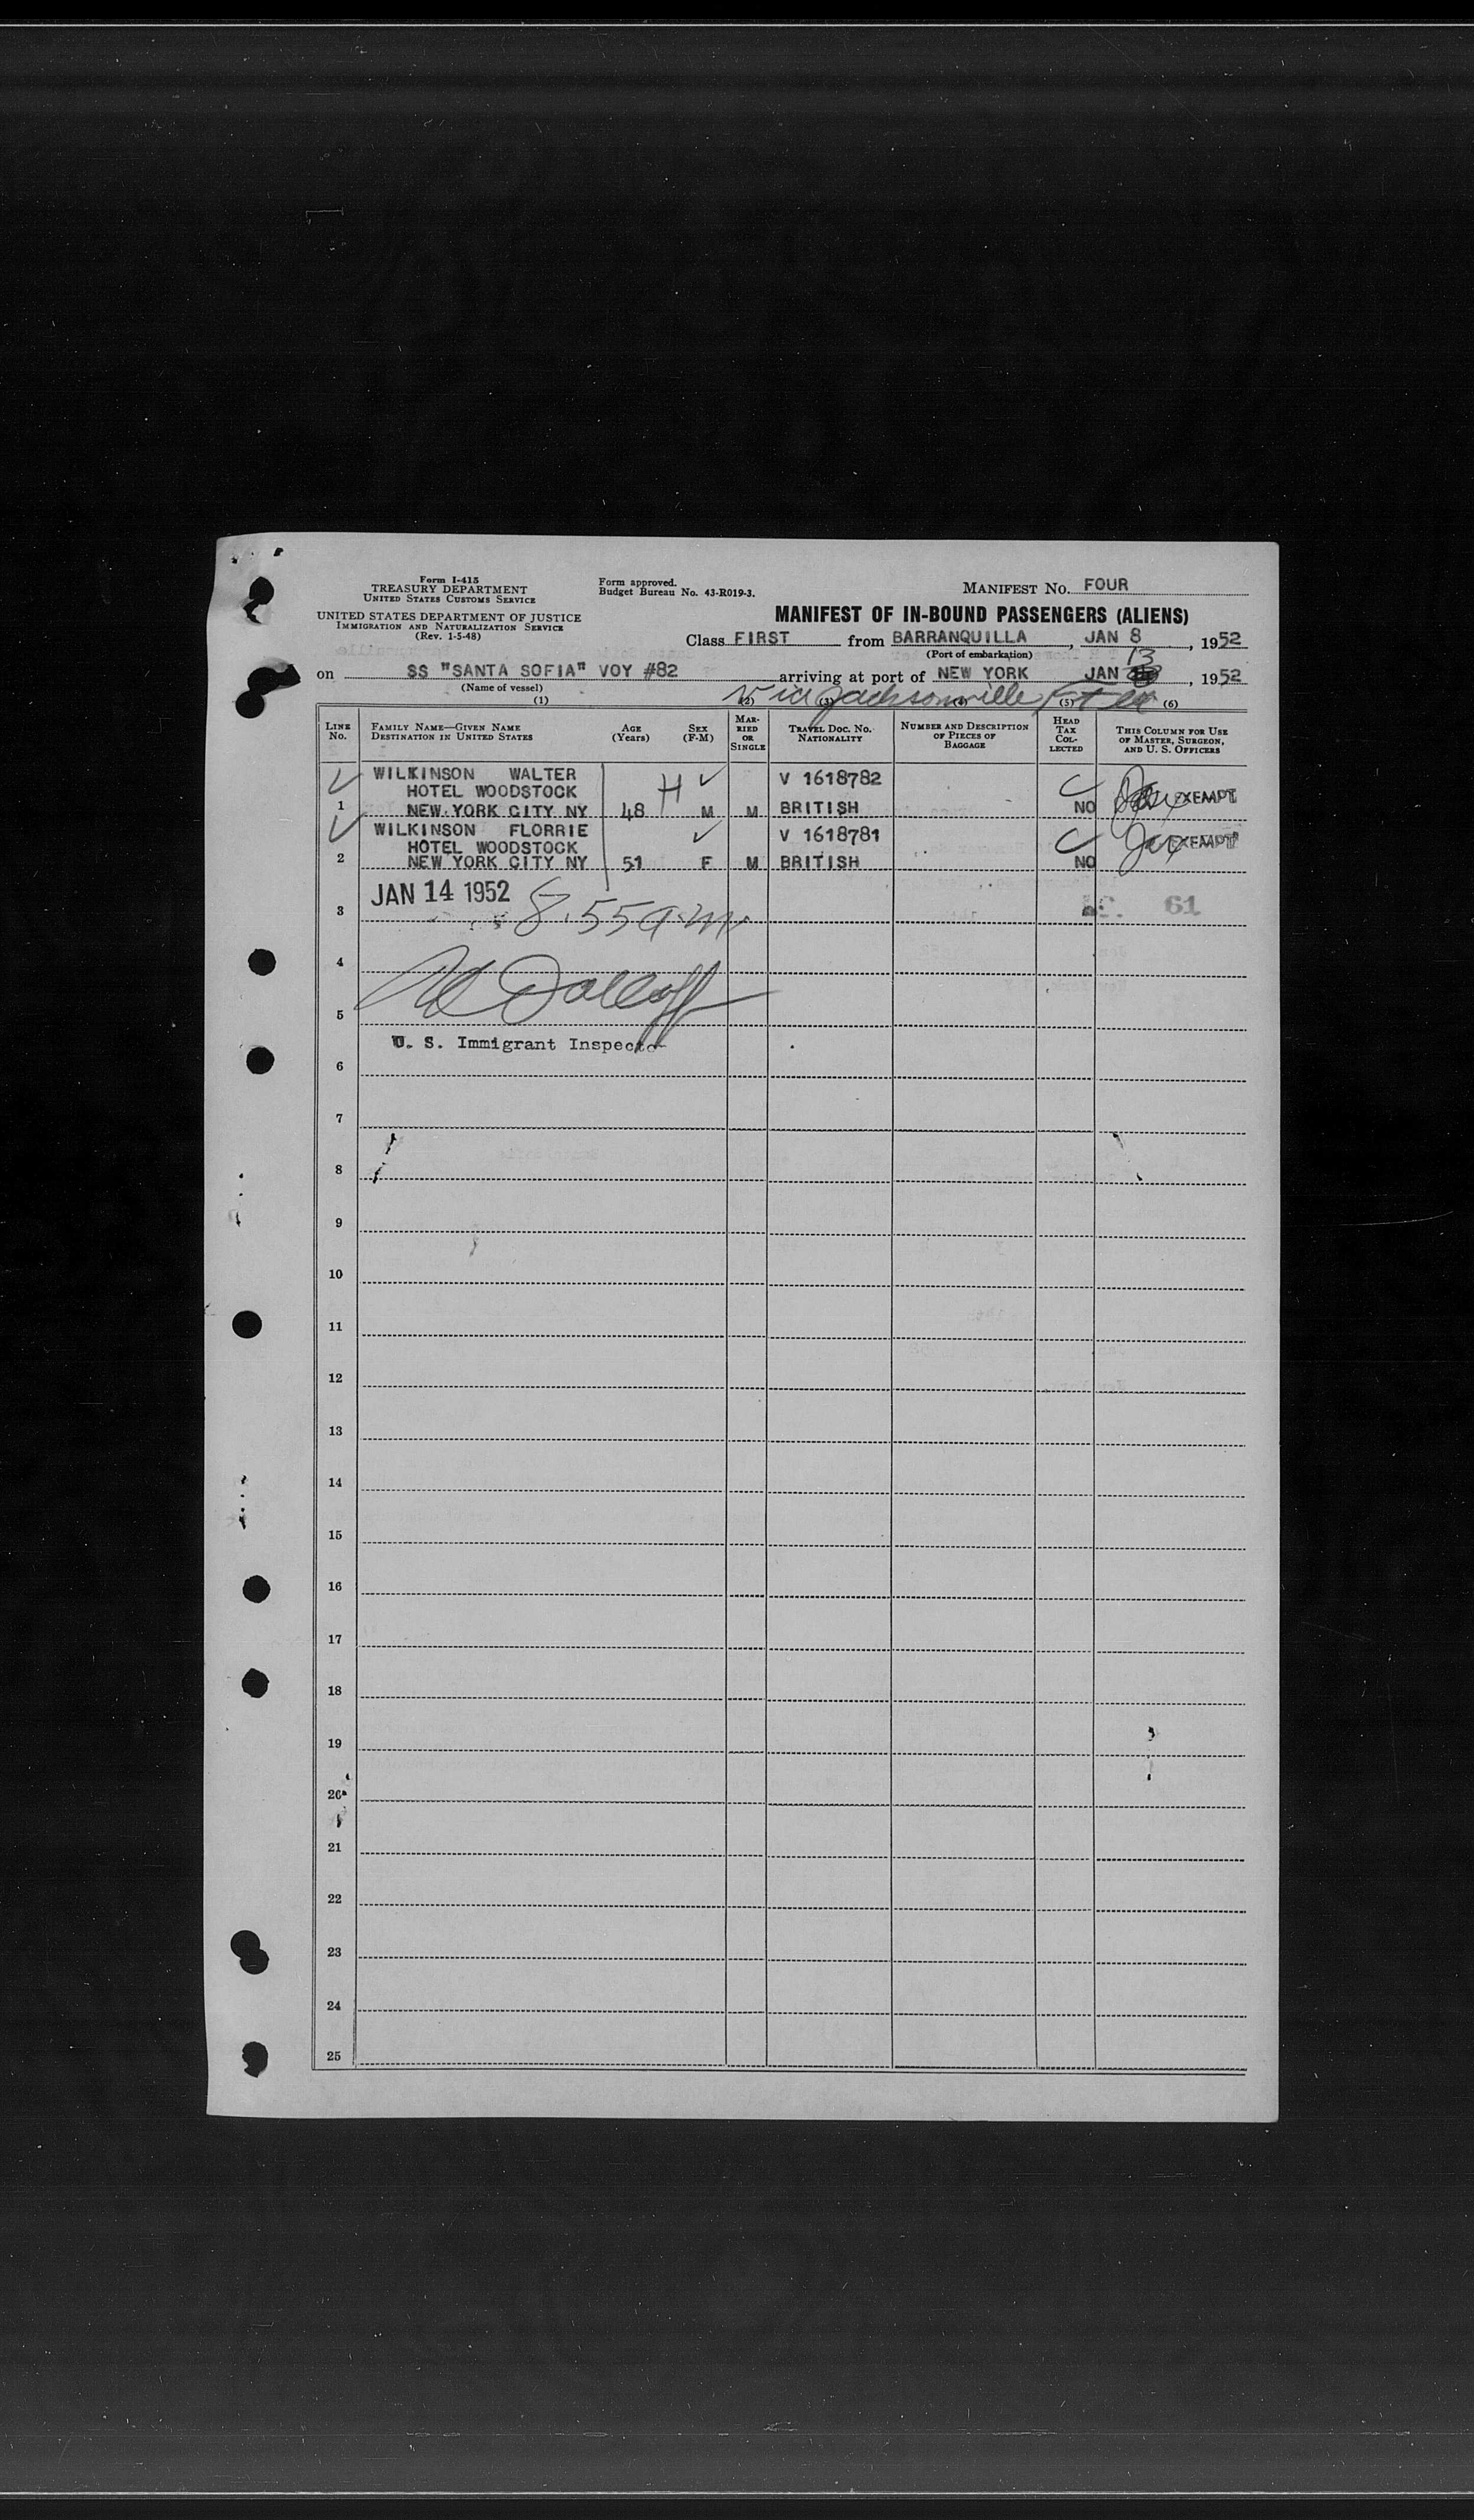 Form I-415
TREASURY DEPARTMENT
UNITED STATES CUSTOMS SERVICE
UNITED STATES DEPARTMENT OF JUSTICE
IMMIGRATION AND NATURALIZATION SERVICE
(Rev. 1-5-48)
Form approved.
Budget Bureau No. 43-R019-3.
MANIFEST NO. FOUR
MANIFEST OF IN-BOUND PASSENGERS (ALIENS)
Class FIRST from BARRANQUILLA, JAN 8, 1952
(Port of embarkation)
on SS "SANTA SOFIA" VOY #82 arriving at port of NEW YORK JAN 13, 1952
(Name of vessel)
Via Jacksonville
(1) (2) (3) (4) (5) (6)
LINE NO.
FAMILY NAME—GIVEN NAME
DESTINATION IN UNITED STATES
AGE (Years)
SEX (F-M)
MARRIED OR SINGLE
TRAVEL DOC. NO.
NATIONALITY
NUMBER AND DESCRIPTION OF PIECES OF BAGGAGE
HEAD TAX COLLECTED
THIS COLUMN FOR USE OF MASTER, SURGEON, AND U. S. OFFICERS
WILKINSON WALTER H V 1618782
HOTEL WOODSTOCK EXEMPT
1 NEW YORK CITY NY 48 M M BRITISH NO
WILKINSON FLORRIE V 1618781
HOTEL WOODSTOCK EXEMPT
2 NEW YORK CITY NY 51 F M BRITISH NO
JAN 14 1952
3 8.55 a.m. 61
4
5
U. S. Immigrant Inspector
6
7
8
9
10
11
12
13
14
15
16
17
18
19
20
21
22
23
24
25